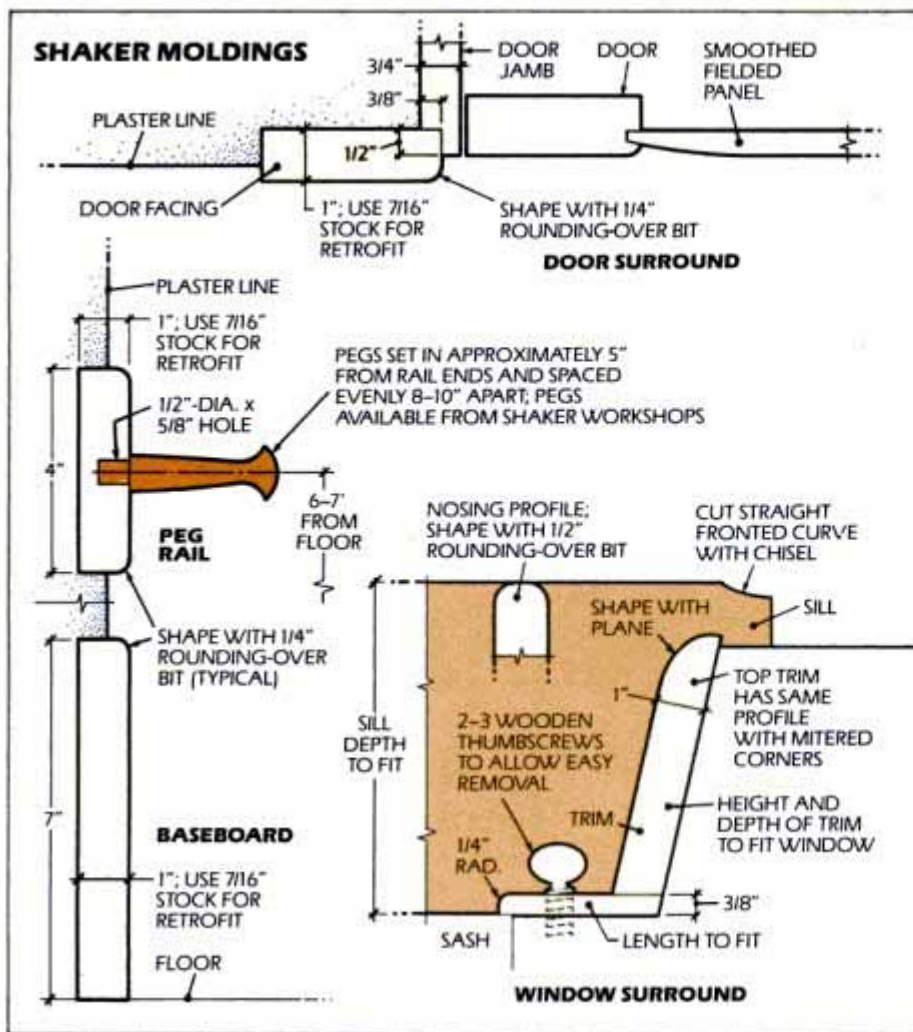 SHAKER MOLDINGS
PLASTER LINE
DOOR FACING
3/4"
3/8"
1/2"
1"; USE 7/16"
STOCK FOR
RETROFIT
DOOR
JAMB
DOOR
SMOOTHED
FIELDED
PANEL
SHAPE WITH 1/4"
ROUNDING-OVER BIT
DOOR SURROUND
PLASTER LINE
1"; USE 7/16"
STOCK FOR
RETROFIT
1/2"-DIA. x
5/8" HOLE
4"
PEGS SET IN APPROXIMATELY 5"
FROM RAIL ENDS AND SPACED
EVENLY 8–10" APART; PEGS
AVAILABLE FROM SHAKER WORKSHOPS
6–7'
FROM
FLOOR
PEG
RAIL
SHAPE WITH 1/4"
ROUNDING-OVER
BIT (TYPICAL)
7"
BASEBOARD
1"; USE 7/16"
STOCK FOR
RETROFIT
FLOOR
NOSING PROFILE;
SHAPE WITH 1/2"
ROUNDING-OVER BIT
CUT STRAIGHT
FRONTED CURVE
WITH CHISEL
SHAPE WITH
PLANE
SILL
1"
TOP TRIM
HAS SAME
PROFILE
WITH MITERED
CORNERS
SILL
DEPTH
TO FIT
2–3 WOODEN
THUMBSCREWS
TO ALLOW EASY
REMOVAL
TRIM
HEIGHT AND
DEPTH OF TRIM
TO FIT WINDOW
1/4"
RAD.
3/8"
SASH
LENGTH TO FIT
WINDOW SURROUND